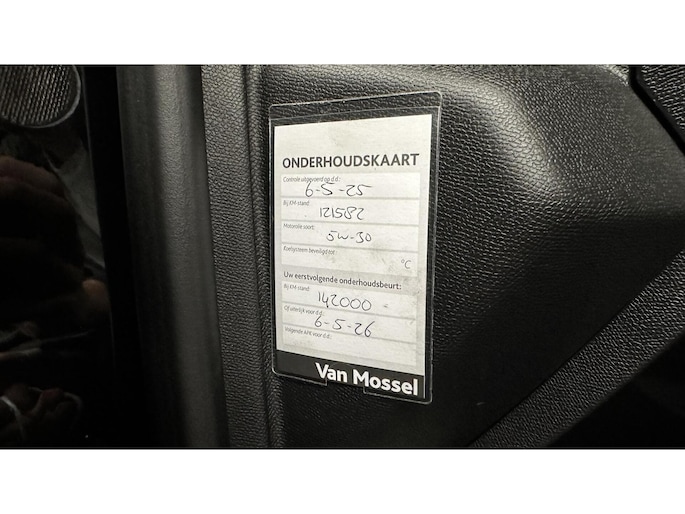 ONDERHOUDSKAART
Controle uitgevoerd op d.d.:
6-5-25
Bij KM-stand:
121582
Motorolie soort:
5W-30
Koelsysteem beveiligd tot:
°C
Uw eerstvolgende onderhoudsbeurt:
Bij KM-stand:
142000
Of uiterlijk voor d.d.:
6-5-26
Volgende APK voor d.d.:
Van Mossel